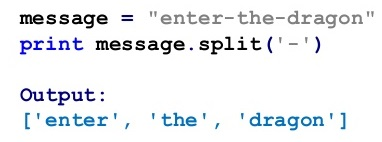 message = "enter-the-dragon"
print message.split('-')
Output:
['enter', 'the', 'dragon']